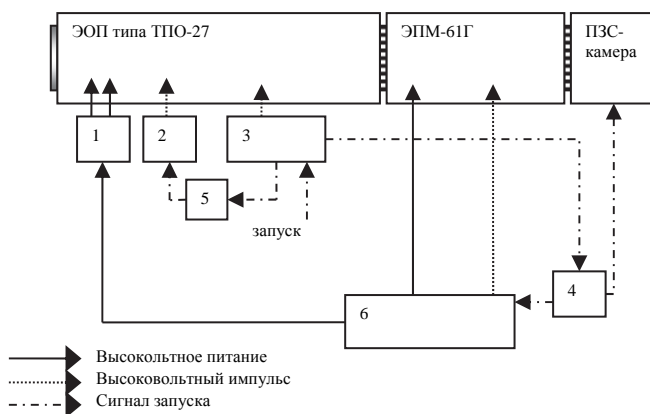 ЭОП типа ТПО-27
ЭПМ-61Г
ПЗС-
камера
1
2
3
5
запуск
4
6
Высокольтное питание
Высоковольтный импульс
Сигнал запуска